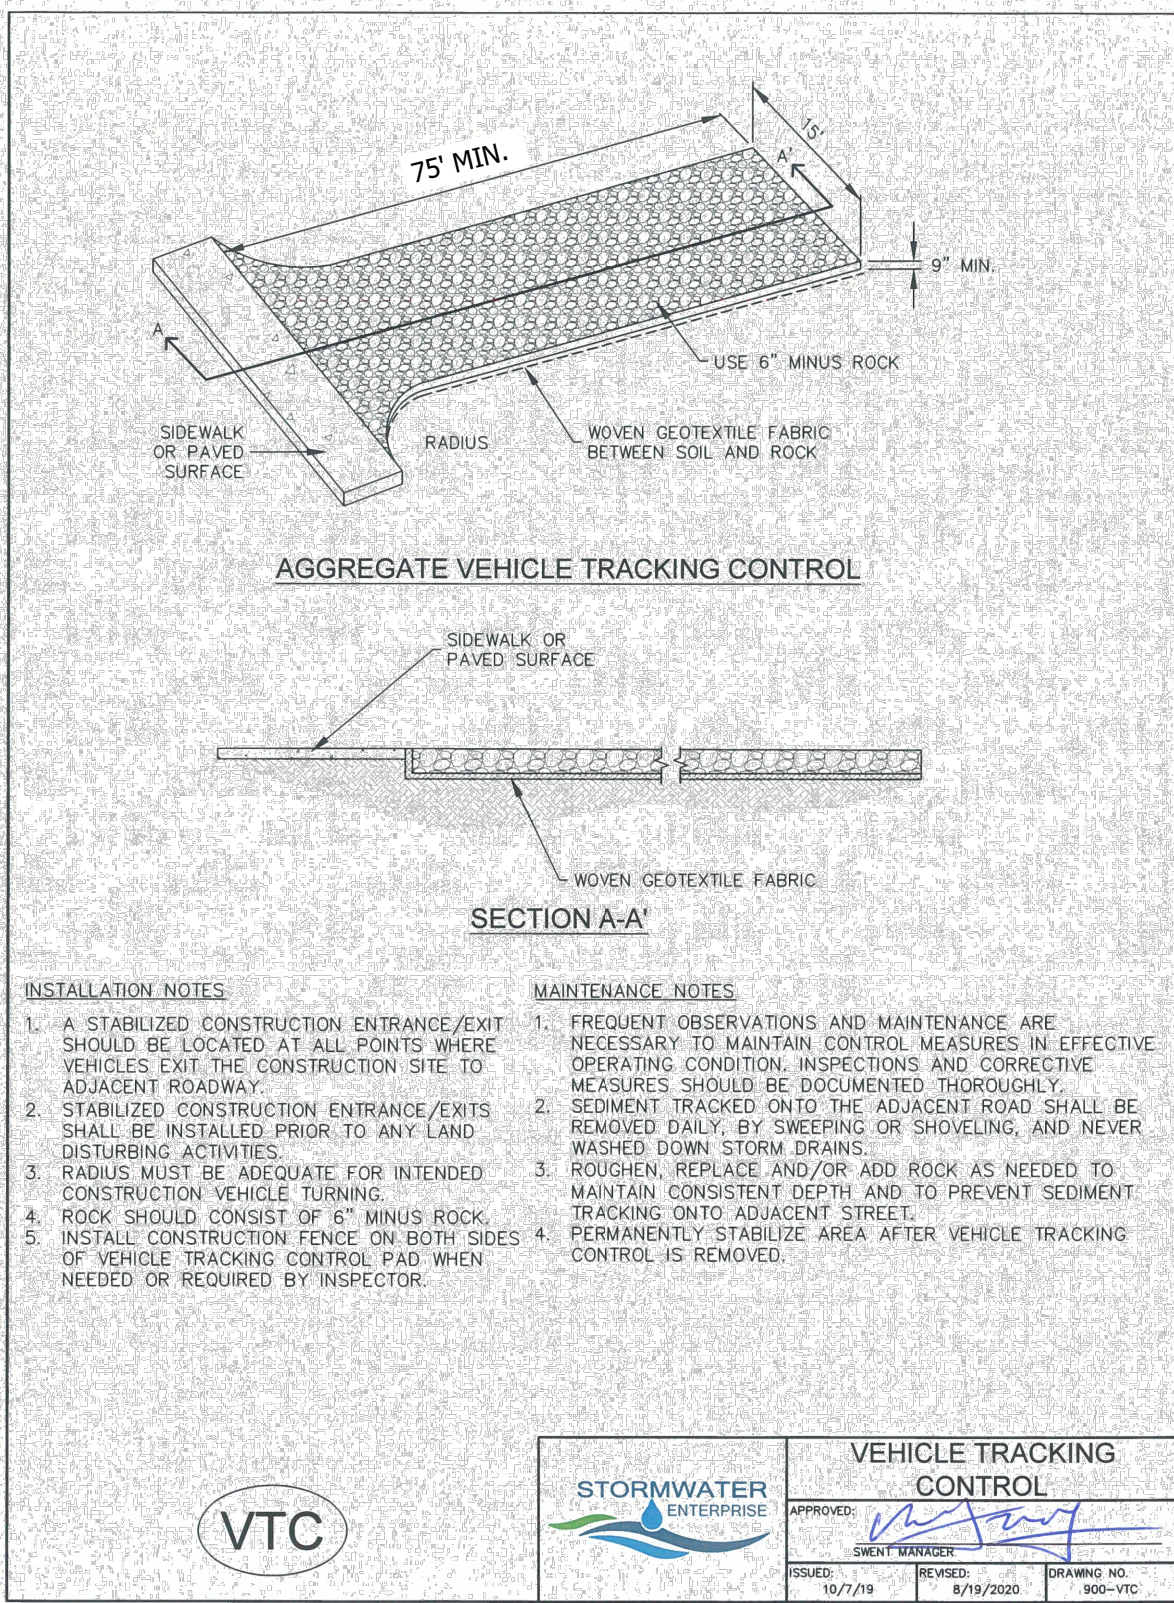 75' MIN.
15'
A'
9" MIN.
A
USE 6" MINUS ROCK
SIDEWALK
OR PAVED
SURFACE
RADIUS
WOVEN GEOTEXTILE FABRIC
BETWEEN SOIL AND ROCK
AGGREGATE VEHICLE TRACKING CONTROL
SIDEWALK OR
PAVED SURFACE
WOVEN GEOTEXTILE FABRIC
SECTION A-A'
INSTALLATION NOTES
1. A STABILIZED CONSTRUCTION ENTRANCE/EXIT
SHOULD BE LOCATED AT ALL POINTS WHERE
VEHICLES EXIT THE CONSTRUCTION SITE TO
ADJACENT ROADWAY.
2. STABILIZED CONSTRUCTION ENTRANCE/EXITS
SHALL BE INSTALLED PRIOR TO ANY LAND
DISTURBING ACTIVITIES.
3. RADIUS MUST BE ADEQUATE FOR INTENDED
CONSTRUCTION VEHICLE TURNING.
4. ROCK SHOULD CONSIST OF 6" MINUS ROCK.
5. INSTALL CONSTRUCTION FENCE ON BOTH SIDES
OF VEHICLE TRACKING CONTROL PAD WHEN
NEEDED OR REQUIRED BY INSPECTOR.
MAINTENANCE NOTES
1. FREQUENT OBSERVATIONS AND MAINTENANCE ARE
NECESSARY TO MAINTAIN CONTROL MEASURES IN EFFECTIVE
OPERATING CONDITION. INSPECTIONS AND CORRECTIVE
MEASURES SHOULD BE DOCUMENTED THOROUGHLY.
2. SEDIMENT TRACKED ONTO THE ADJACENT ROAD SHALL BE
REMOVED DAILY, BY SWEEPING OR SHOVELING, AND NEVER
WASHED DOWN STORM DRAINS.
3. ROUGHEN, REPLACE AND/OR ADD ROCK AS NEEDED TO
MAINTAIN CONSISTENT DEPTH AND TO PREVENT SEDIMENT
TRACKING ONTO ADJACENT STREET.
4. PERMANENTLY STABILIZE AREA AFTER VEHICLE TRACKING
CONTROL IS REMOVED.
VTC
STORMWATER
ENTERPRISE
VEHICLE TRACKING
CONTROL
APPROVED:
SWENT MANAGER
ISSUED:
10/7/19
REVISED:
8/19/2020
DRAWING NO.
900-VTC